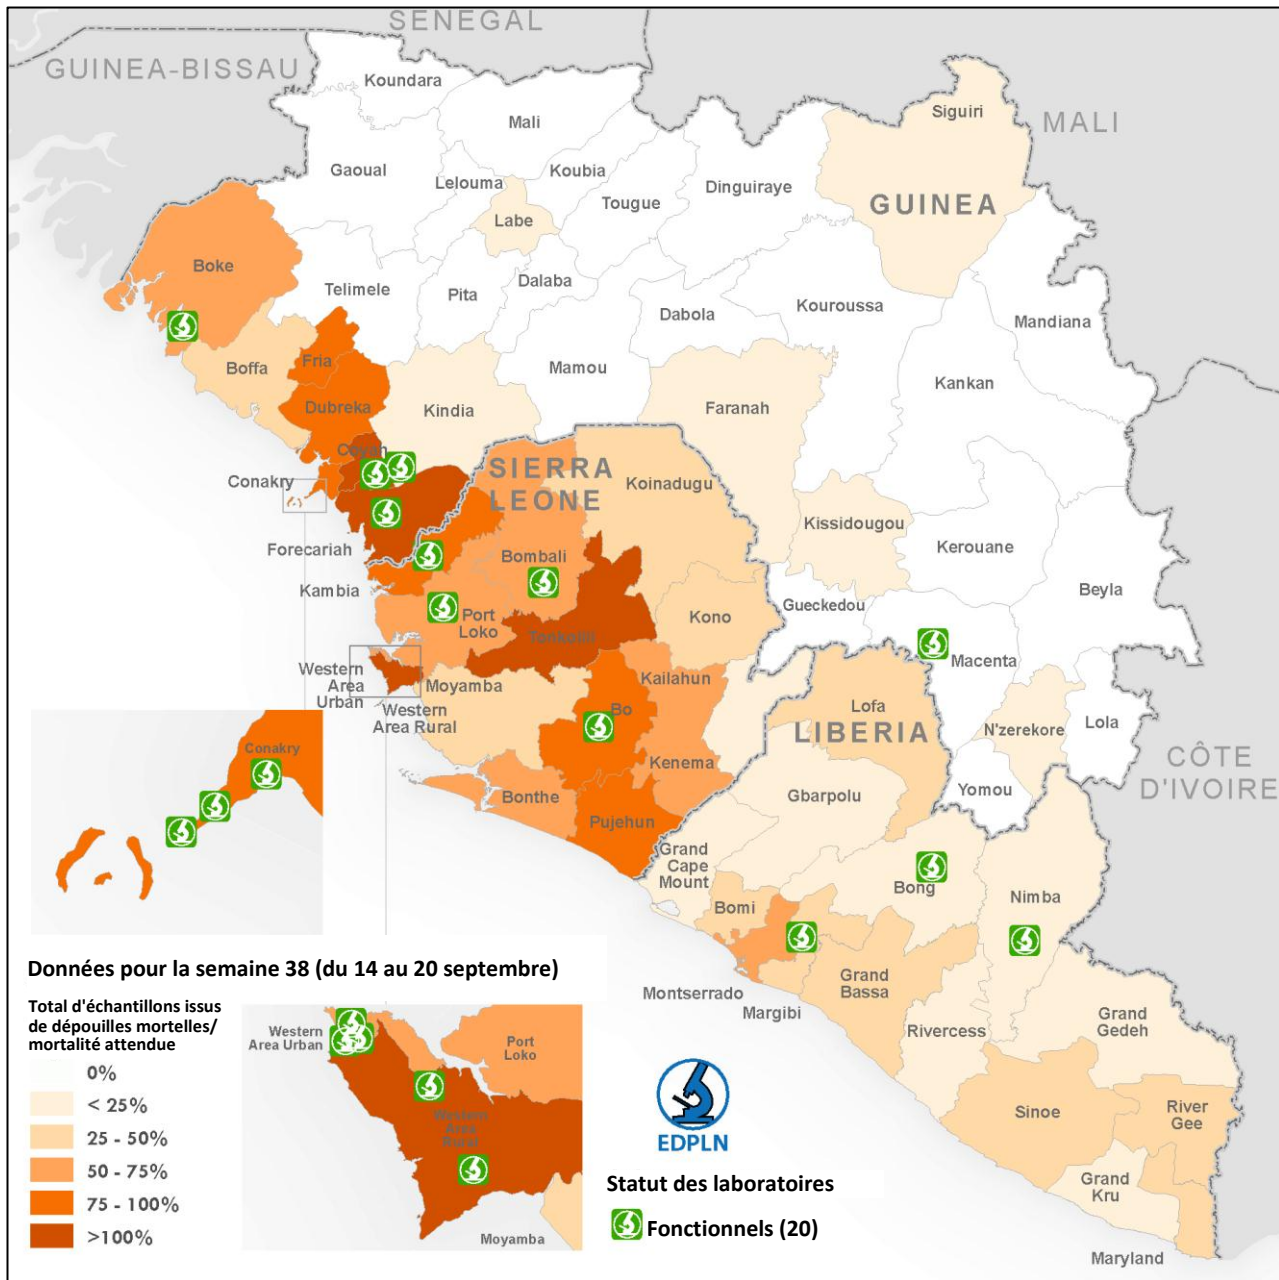 SENEGAL
GUINEA-BISSAU
MALI
Koundara
Siguiri
Mali
Gaoual
Koubia
Lelouma
Dinguiraye
Tougue
GUINEA
Labe
Boke
Dalaba
Telimele
Pita
Kouroussa
Dabola
Mandiana
Fria
Boffa
Mamou
Kankan
Dubreka
Kindia
Faranah
Coyah
SIERRA
LEONE
Conakry
Koinadugu
Kissidougou
Forecariah
Bombali
Kerouane
Kambia
Beyla
Gueckedou
Port
Loko
Kono
Tonkolili
Macenta
Western
Area
Urban
Moyamba
Kailahun
Western
Area Rural
Bo
Lofa
LIBERIA
N'zerekore
Lola
Conakry
Kenema
CÔTE
D'IVOIRE
Yomou
Bonthe
Gbarpolu
Pujehun
Grand
Cape
Mount
Bong
Nimba
Bomi
Grand
Bassa
Montserrado
Margibi
Grand
Gedeh
Rivercess
Sinoe
River
Gee
Grand
Kru
Maryland
Données pour la semaine 38 (du 14 au 20 septembre)
Total d'échantillons issus
de dépouilles mortelles/
mortalité attendue
0%
< 25%
25 - 50%
50 - 75%
75 - 100%
>100%
Western
Area Urban
Port
Loko
Western
Area
Rural
Moyamba
EDPLN
Statut des laboratoires
Fonctionnels (20)